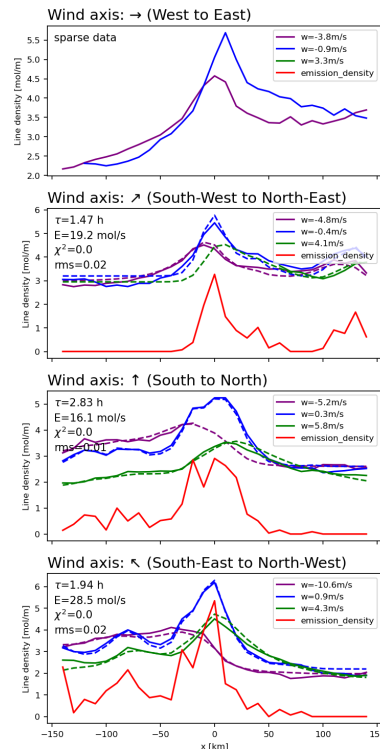 Wind axis: → (West to East)
sparse data
w=-3.8m/s
w=-0.9m/s
w=3.3m/s
emission_density
Line density [mol/m]
5.5
5.0
4.5
4.0
3.5
3.0
2.5
2.0
Wind axis: ↗ (South-West to North-East)
τ=1.47 h
E=19.2 mol/s
χ²=0.0
rms=0.02
w=-4.8m/s
w=-0.4m/s
w=4.1m/s
emission_density
Line density [mol/m]
6
5
4
3
2
1
0
Wind axis: ↑ (South to North)
τ=2.83 h
E=16.1 mol/s
χ²=0.0
rms=0.01
w=-5.2m/s
w=0.3m/s
w=5.8m/s
emission_density
Line density [mol/m]
5
4
3
2
1
0
Wind axis: ↖ (South-East to North-West)
τ=1.94 h
E=28.5 mol/s
χ²=0.0
rms=0.02
w=-10.6m/s
w=0.9m/s
w=4.3m/s
emission_density
Line density [mol/m]
6
5
4
3
2
1
0
−150 −100 −50 0 50 100 150
x [km]